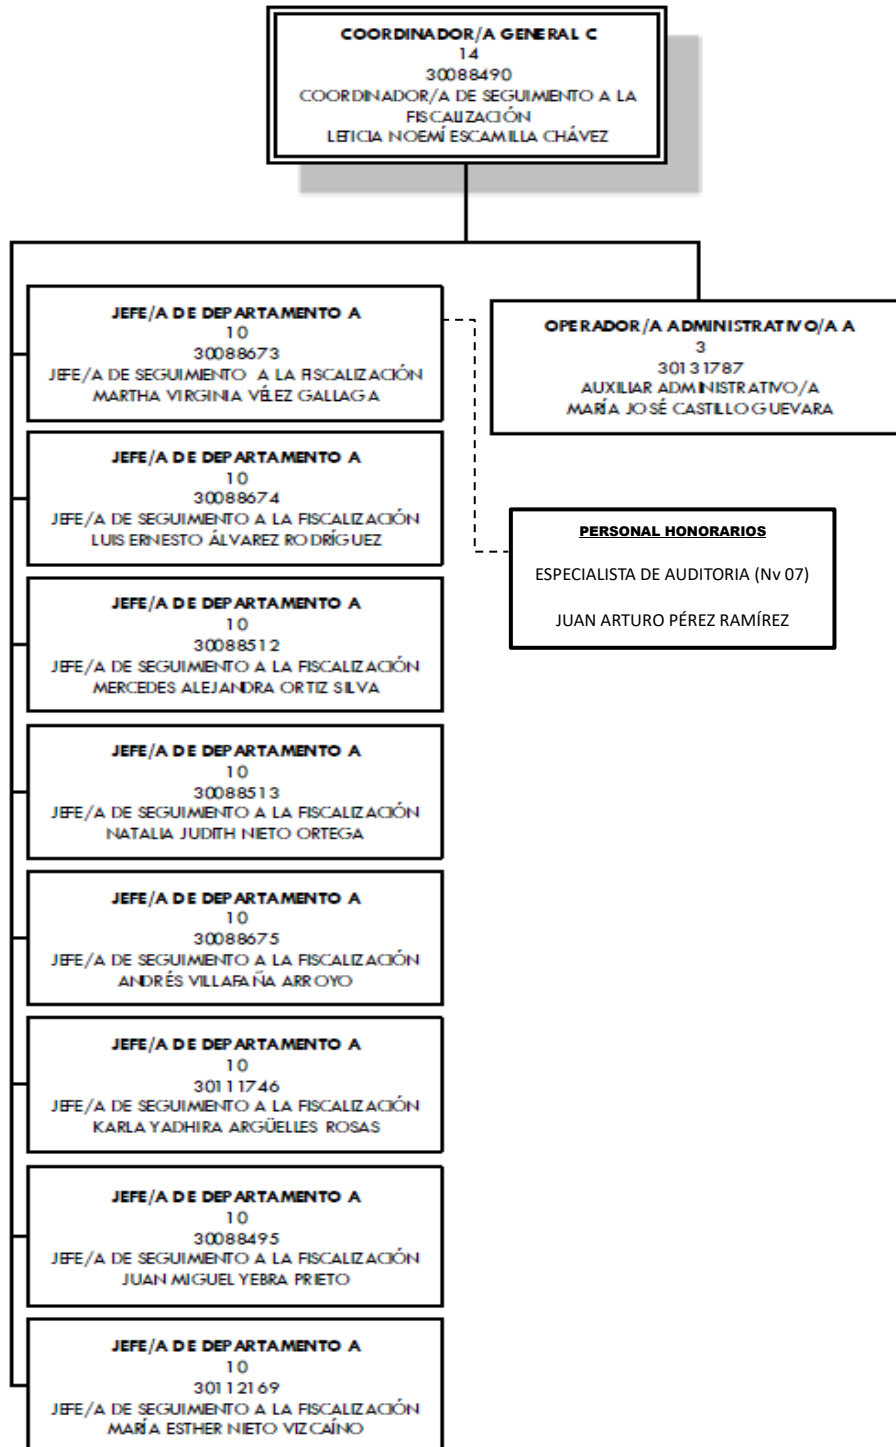 COORDINADOR/A GENERAL C
14
30088490
COORDINADOR/A DE SEGUIMIENTO A LA
FISCALIZACIÓN
LETICIA NOEMÍ ESCAMILLA CHÁVEZ
JEFE/A DE DEPARTAMENTO A
10
30088673
JEFE/A DE SEGUIMIENTO A LA FISCALIZACIÓN
MARTHA VIRGINIA VÉLEZ GALLAGA
OPERADOR/A ADMINISTRATIVO/A A
3
30131787
AUXILIAR ADMINISTRATIVO/A
MARÍA JOSÉ CASTILLO GUEVARA
JEFE/A DE DEPARTAMENTO A
10
30088674
JEFE/A DE SEGUIMIENTO A LA FISCALIZACIÓN
LUIS ERNESTO ÁLVAREZ RODRÍGUEZ
PERSONAL HONORARIOS
ESPECIALISTA DE AUDITORIA (Nv 07)
JUAN ARTURO PÉREZ RAMÍREZ
JEFE/A DE DEPARTAMENTO A
10
30088512
JEFE/A DE SEGUIMIENTO A LA FISCALIZACIÓN
MERCEDES ALEJANDRA ORTIZ SILVA
JEFE/A DE DEPARTAMENTO A
10
30088513
JEFE/A DE SEGUIMIENTO A LA FISCALIZACIÓN
NATALIA JUDITH NIETO ORTEGA
JEFE/A DE DEPARTAMENTO A
10
30088675
JEFE/A DE SEGUIMIENTO A LA FISCALIZACIÓN
ANDRÉS VILLAFAÑA ARROYO
JEFE/A DE DEPARTAMENTO A
10
30111746
JEFE/A DE SEGUIMIENTO A LA FISCALIZACIÓN
KARLA YADHIRA ARGÜELLES ROSAS
JEFE/A DE DEPARTAMENTO A
10
30088495
JEFE/A DE SEGUIMIENTO A LA FISCALIZACIÓN
JUAN MIGUEL YEBRA PRIETO
JEFE/A DE DEPARTAMENTO A
10
30112169
JEFE/A DE SEGUIMIENTO A LA FISCALIZACIÓN
MARÍA ESTHER NIETO VIZCAÍNO